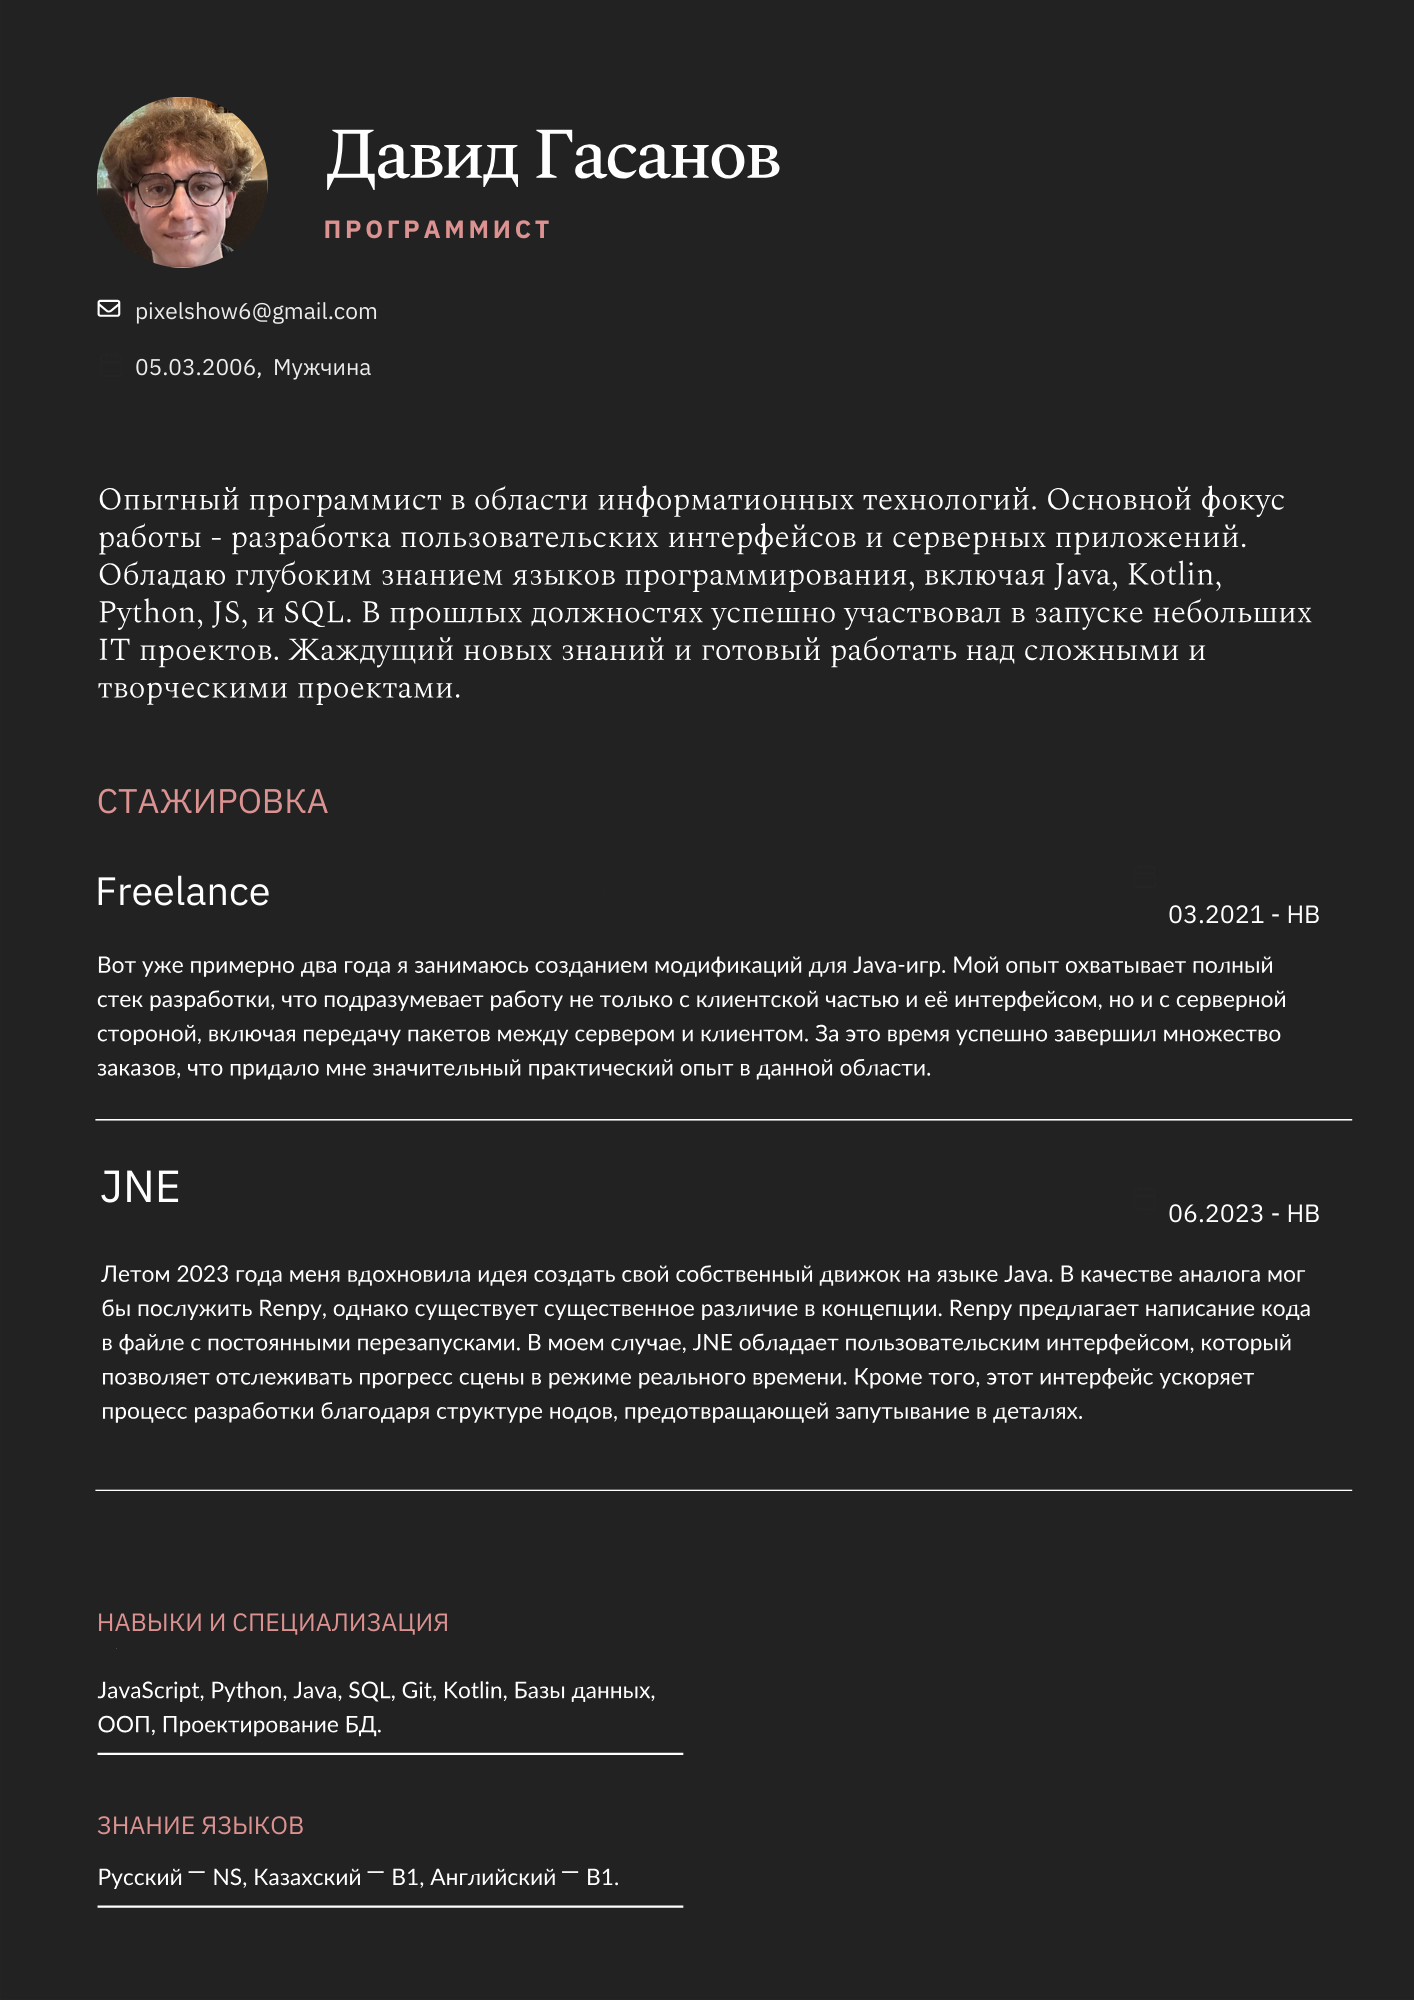 Давид Гасанов
ПРОГРАММИСТ
pixelshow6@gmail.com
05.03.2006, Мужчина
Опытный программист в области информатионных технологий. Основной фокус
работы - разработка пользовательских интерфейсов и серверных приложений.
Обладаю глубоким знанием языков программирования, включая Java, Kotlin,
Python, JS, и SQL. В прошлых должностях успешно участвовал в запуске небольших
IT проектов. Жаждущий новых знаний и готовый работать над сложными и
творческими проектами.
СТАЖИРОВКА
Freelance
03.2021 - НВ
Вот уже примерно два года я занимаюсь созданием модификаций для Java-игр. Мой опыт охватывает полный
стек разработки, что подразумевает работу не только с клиентской частью и её интерфейсом, но и с серверной
стороной, включая передачу пакетов между сервером и клиентом. За это время успешно завершил множество
заказов, что придало мне значительный практический опыт в данной области.
JNE
06.2023 - НВ
Летом 2023 года меня вдохновила идея создать свой собственный движок на языке Java. В качестве аналога мог
бы послужить Renpy, однако существует существенное различие в концепции. Renpy предлагает написание кода
в файле с постоянными перезапусками. В моем случае, JNE обладает пользовательским интерфейсом, который
позволяет отслеживать прогресс сцены в режиме реального времени. Кроме того, этот интерфейс ускоряет
процесс разработки благодаря структуре нодов, предотвращающей запутывание в деталях.
НАВЫКИ И СПЕЦИАЛИЗАЦИЯ
JavaScript, Python, Java, SQL, Git, Kotlin, Базы данных,
ООП, Проектирование БД.
ЗНАНИЕ ЯЗЫКОВ
Русский — NS, Казахский — B1, Английский — B1.